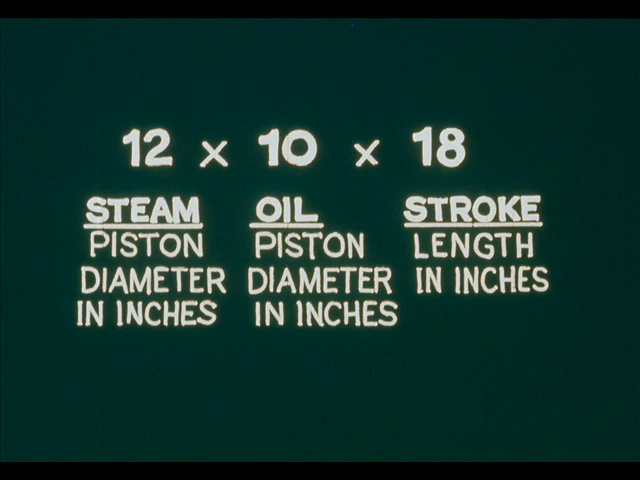 12 x 10 x 18
STEAM OIL STROKE
PISTON PISTON LENGTH
DIAMETER DIAMETER IN INCHES
IN INCHES IN INCHES